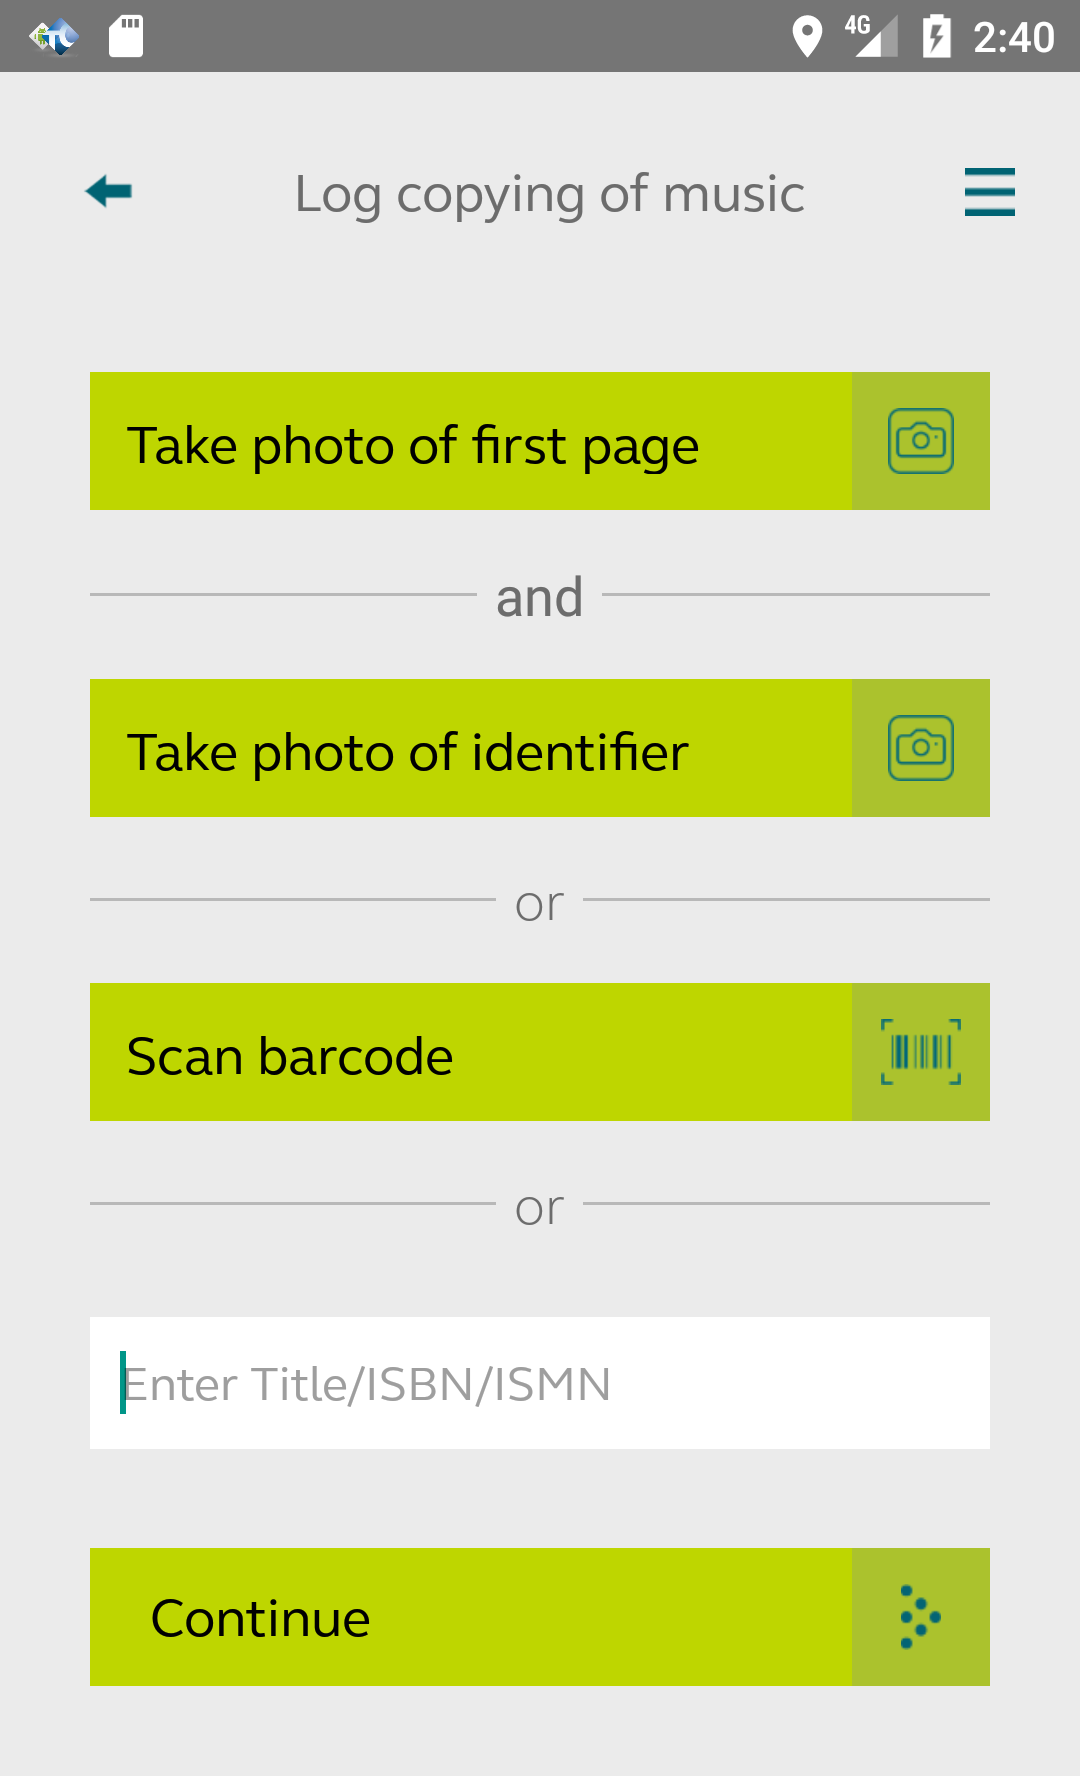 4G 2:40
Log copying of music
Take photo of first page
and
Take photo of identifier
or
Scan barcode
or
Enter Title/ISBN/ISMN
Continue